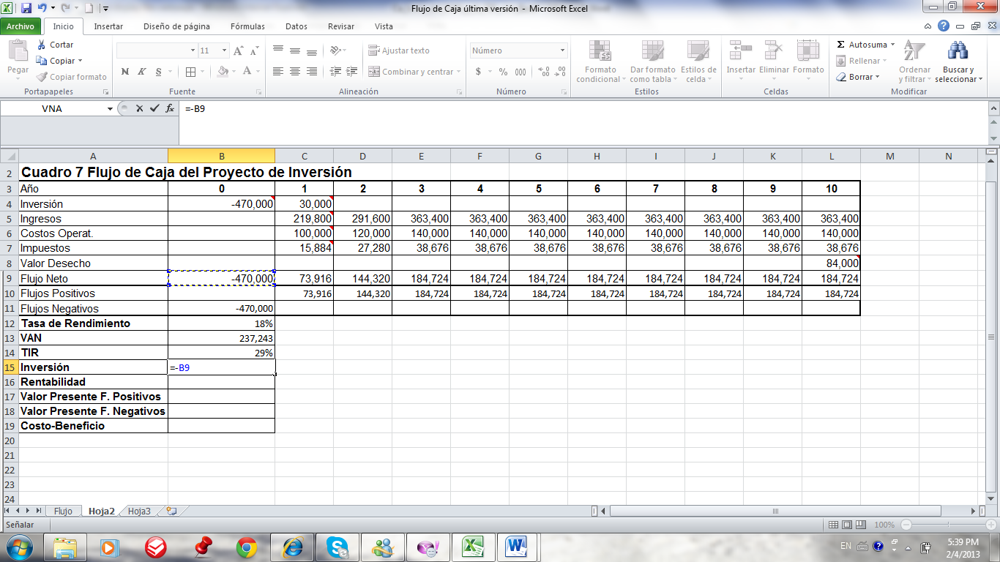 Flujo de Caja última versión - Microsoft Excel
Archivo Inicio Insertar Diseño de página Fórmulas Datos Revisar Vista
Pegar Cortar Copiar Copiar formato
11 A A
N K S A
Ajustar texto
Combinar y centrar
Número
$ % 000
Formato condicional Dar formato como tabla Estilos de celda
Insertar Eliminar Formato
Σ Autosuma Rellenar Borrar
Ordenar y filtrar Buscar y seleccionar
Portapapeles Fuente Alineación Número Estilos Celdas Modificar
VNA fx =-B9
A B C D E F G H I J K L M N
2 Cuadro 7 Flujo de Caja del Proyecto de Inversión
3 Año 0 1 2 3 4 5 6 7 8 9 10
4 Inversión -470,000 30,000
5 Ingresos 219,800 291,600 363,400 363,400 363,400 363,400 363,400 363,400 363,400 363,400
6 Costos Operat. 100,000 120,000 140,000 140,000 140,000 140,000 140,000 140,000 140,000 140,000
7 Impuestos 15,884 27,280 38,676 38,676 38,676 38,676 38,676 38,676 38,676 38,676
8 Valor Desecho 84,000
9 Flujo Neto -470,000 73,916 144,320 184,724 184,724 184,724 184,724 184,724 184,724 184,724 184,724
10 Flujos Positivos 73,916 144,320 184,724 184,724 184,724 184,724 184,724 184,724 184,724 184,724
11 Flujos Negativos -470,000
12 Tasa de Rendimiento 18%
13 VAN 237,243
14 TIR 29%
15 Inversión =-B9
16 Rentabilidad
17 Valor Presente F. Positivos
18 Valor Presente F. Negativos
19 Costo-Beneficio
20
21
22
23
24
Flujo Hoja2 Hoja3
Señalar 100%
EN 5:39 PM
2/4/2013